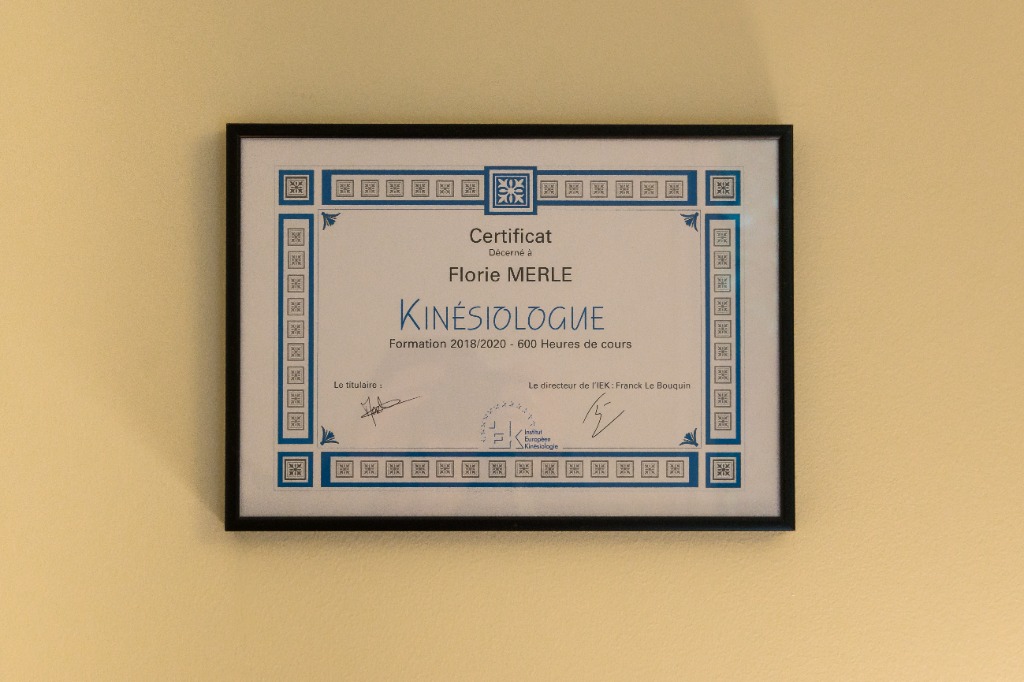 Certificat
Décerné à
Florie MERLE
KINÉSIOLOGUE
Formation 2018/2020 - 600 Heures de cours
Le titulaire :
Le directeur de l'IEK : Franck Le Bouquin
IEK
Institut
Européen
Kinésiologie